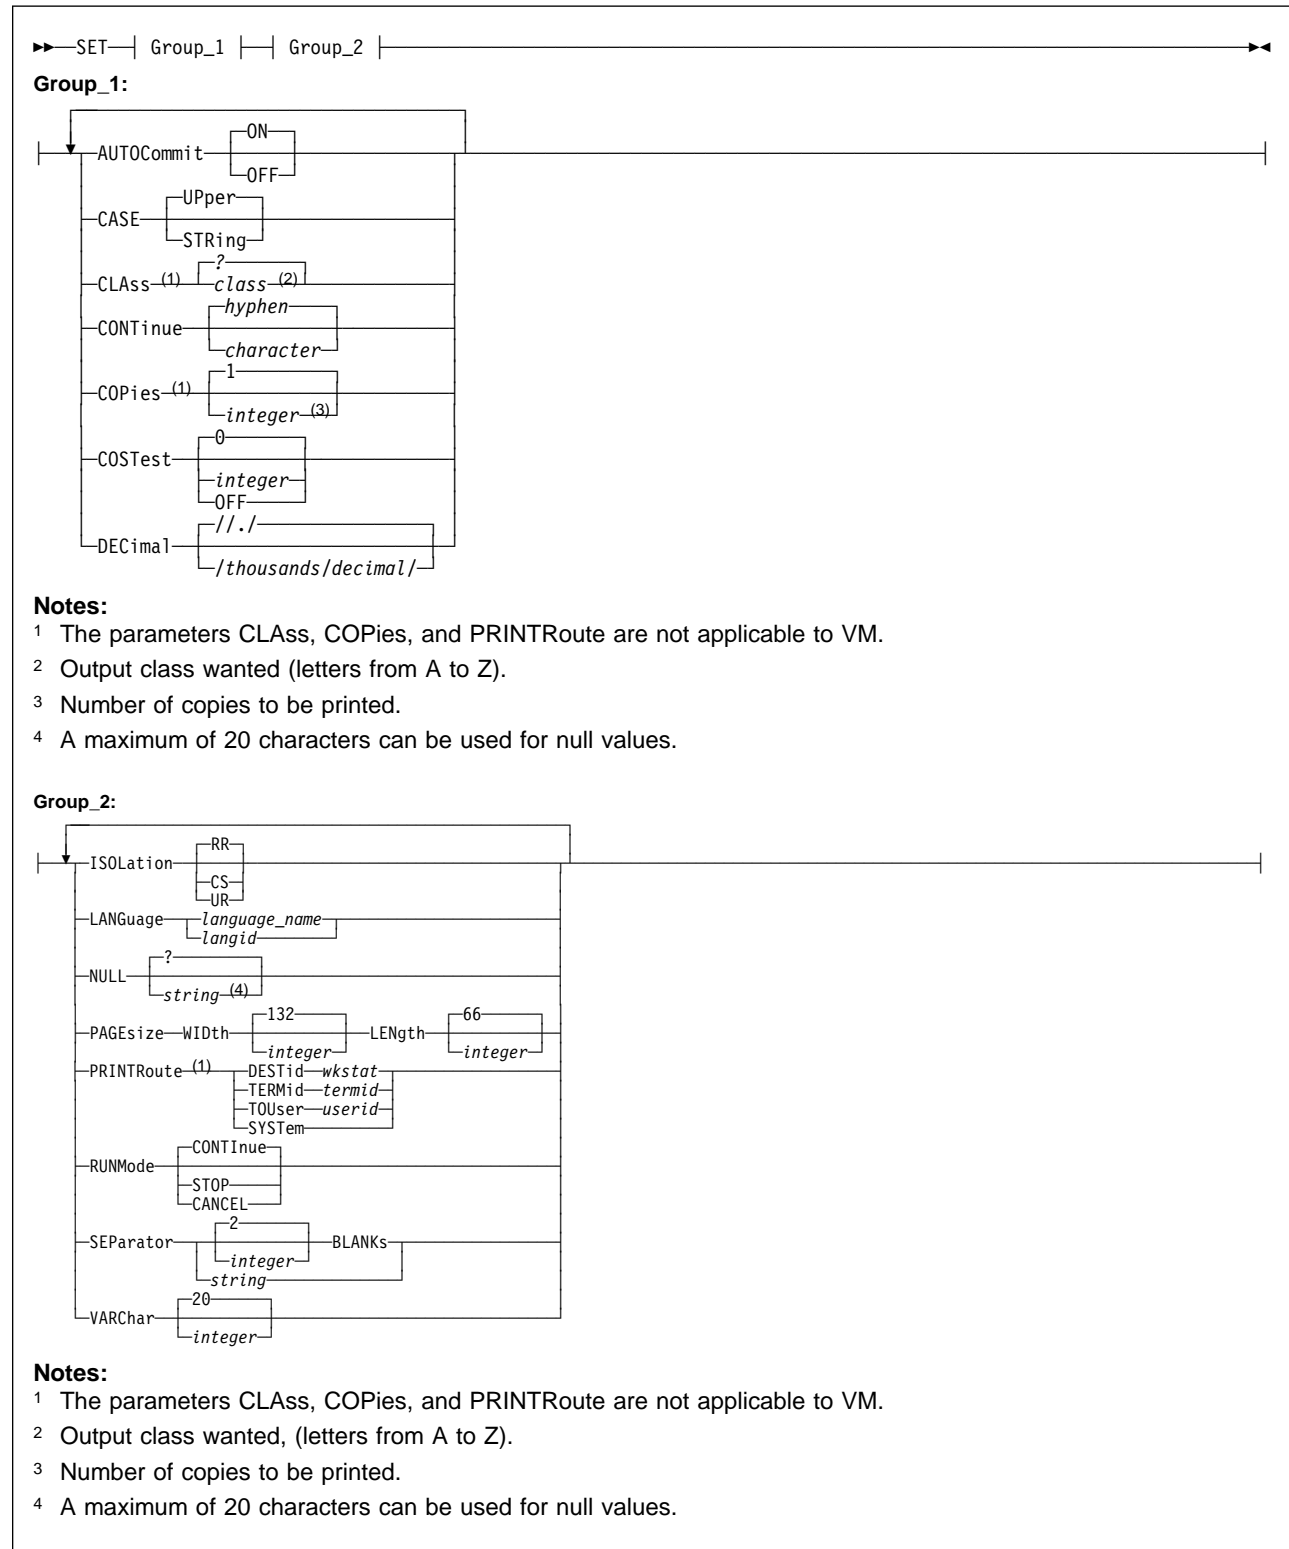 SET Group_1 Group_2
Group_1:
ON
AUTOCommit
OFF
UPper
CASE
STRing
?
CLAss (1) class (2)
hyphen
CONTinue
character
1
COPies (1)
integer (3)
0
COSTest
integer
OFF
//./
DECimal
/thousands/decimal/
Notes:
1 The parameters CLAss, COPies, and PRINTRoute are not applicable to VM.
2 Output class wanted (letters from A to Z).
3 Number of copies to be printed.
4 A maximum of 20 characters can be used for null values.
Group_2:
RR
ISOLation
CS
UR
LANGuage language_name
langid
?
NULL
string (4)
132 66
PAGEsize WIDth LENgth
integer integer
PRINTRoute (1) DESTid wkstat
TERMid termid
TOUser userid
SYSTem
CONTInue
RUNMode
STOP
CANCEL
2
SEParator BLANKs
integer
string
20
VARChar
integer
Notes:
1 The parameters CLAss, COPies, and PRINTRoute are not applicable to VM.
2 Output class wanted, (letters from A to Z).
3 Number of copies to be printed.
4 A maximum of 20 characters can be used for null values.